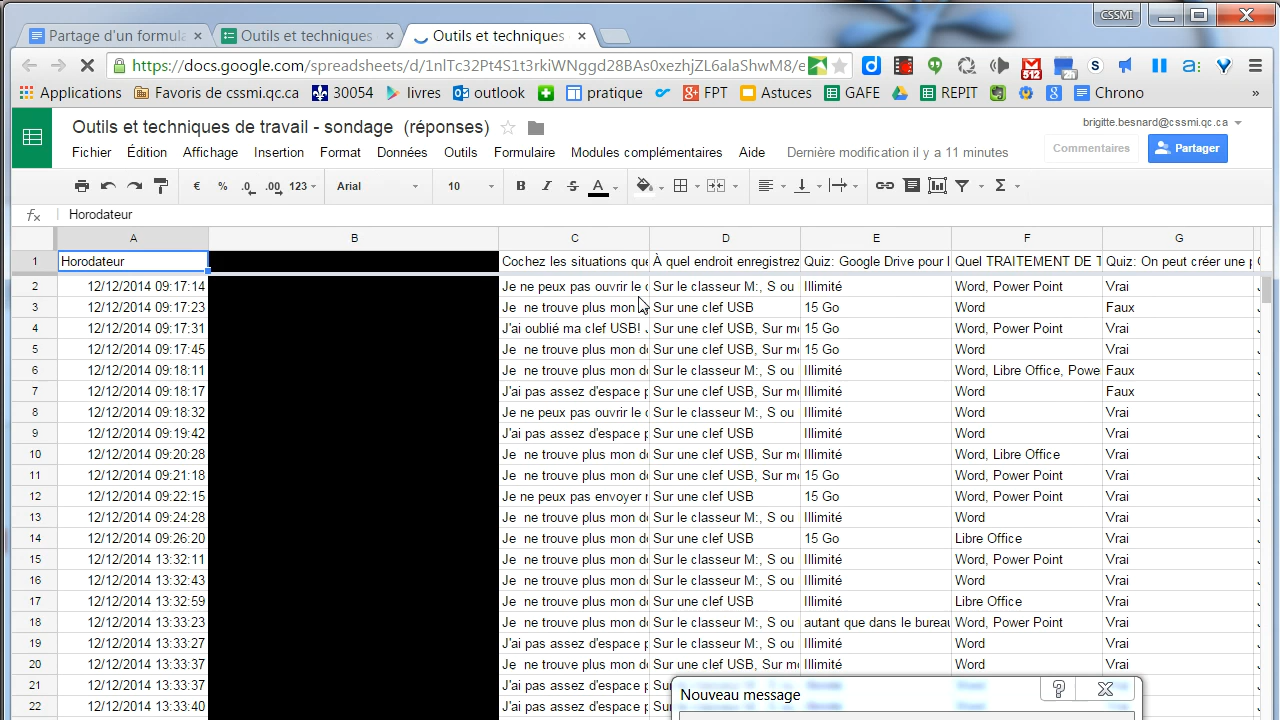 CSSMI
Partage d'un formula Outils et techniques Outils et techniques
https://docs.google.com/spreadsheets/d/1nlTc32Pt4S1t3rkiWNggd28BAs0xezhjZL6alaShwM8/e 512 2h
Applications Favoris de cssmi.qc.ca 30054 livres outlook pratique FPT Astuces GAFE REPIT Chrono »
Outils et techniques de travail - sondage (réponses) brigitte.besnard@cssmi.qc.ca
Fichier Édition Affichage Insertion Format Données Outils Formulaire Modules complémentaires Aide Dernière modification il y a 11 minutes Commentaires Partager
€ % .0 .00 123 Arial 10 B I S A Σ
fx Horodateur
A B C D E F G
1 Horodateur Cochez les situations que À quel endroit enregistrez Quiz: Google Drive pour l Quel TRAITEMENT DE T Quiz: On peut créer une p
2 12/12/2014 09:17:14 Je ne peux pas ouvrir le d Sur le classeur M:, S ou Illimité Word, Power Point Vrai
3 12/12/2014 09:17:23 Je ne trouve plus mon Sur une clef USB 15 Go Word Faux
4 12/12/2014 09:17:31 J'ai oublié ma clef USB! Sur une clef USB, Sur mo 15 Go Word, Power Point Vrai
5 12/12/2014 09:17:45 Je ne trouve plus mon do Sur une clef USB, Sur mo 15 Go Word Vrai
6 12/12/2014 09:18:11 Je ne trouve plus mon do Sur le classeur M:, S ou Illimité Word, Libre Office, Powe Faux
7 12/12/2014 09:18:17 J'ai pas assez d'espace p Sur une clef USB, Sur mo Illimité Word Faux
8 12/12/2014 09:18:32 Je ne peux pas ouvrir le d Sur le classeur M:, S ou Illimité Word Vrai
9 12/12/2014 09:19:42 J'ai pas assez d'espace p Sur une clef USB Illimité Word Vrai
10 12/12/2014 09:20:28 Je ne trouve plus mon do Sur une clef USB, Sur mo Illimité Word, Libre Office Vrai
11 12/12/2014 09:21:18 Je ne trouve plus mon do Sur une clef USB 15 Go Word, Power Point Vrai
12 12/12/2014 09:22:15 Je ne peux pas envoyer m Sur une clef USB 15 Go Word, Power Point Vrai
13 12/12/2014 09:24:28 Je ne trouve plus mon do Sur le classeur M:, S ou Illimité Word Vrai
14 12/12/2014 09:26:20 Je ne trouve plus mon do Sur une clef USB 15 Go Libre Office Vrai
15 12/12/2014 13:32:11 Je ne trouve plus mon do Sur le classeur M:, S ou Illimité Word, Power Point Vrai
16 12/12/2014 13:32:43 Je ne trouve plus mon do Sur le classeur M:, S ou Illimité Word Vrai
17 12/12/2014 13:32:59 Je ne trouve plus mon do Sur une clef USB Illimité Libre Office Vrai
18 12/12/2014 13:33:23 Je ne trouve plus mon do Sur le classeur M:, S ou autant que dans le bureau Word, Power Point Vrai
19 12/12/2014 13:33:27 J'ai pas assez d'espace p Sur le classeur M:, S ou Illimité Word Vrai
20 12/12/2014 13:33:37 Je ne trouve plus mon do Sur une clef USB, Sur mo Illimité Word Vrai
21 12/12/2014 13:33:37 J'ai pas assez d'espace p Sur
22 12/12/2014 13:33:40 J'ai pas assez d'espace p Sur
Nouveau message